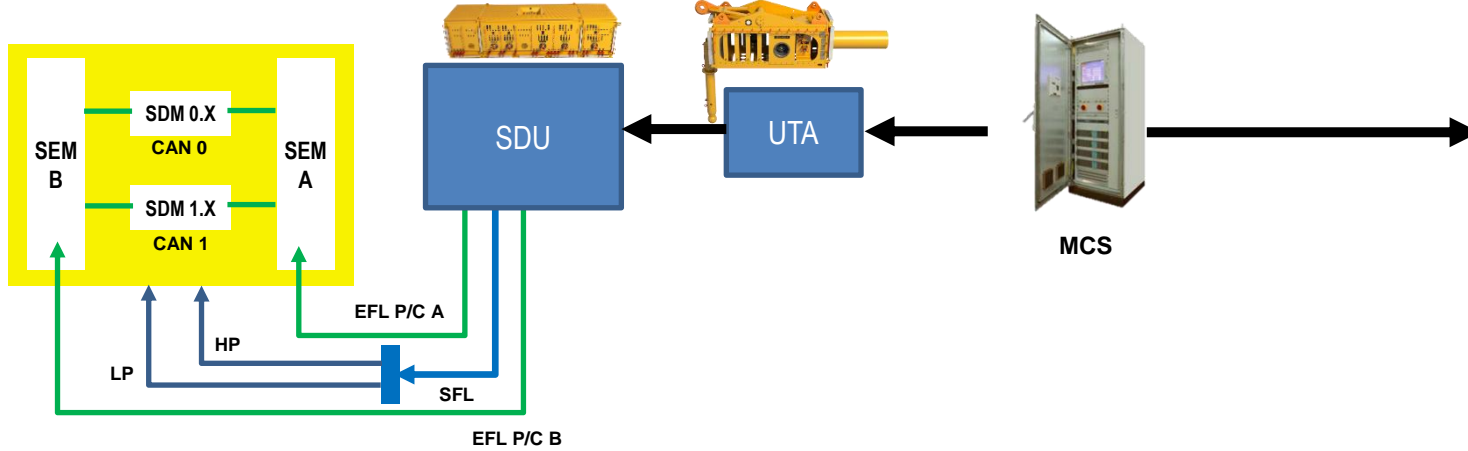 SEM
B
SDM 0.X
CAN 0
SDM 1.X
CAN 1
SEM
A
SDU
UTA
MCS
EFL P/C A
HP
LP
SFL
EFL P/C B